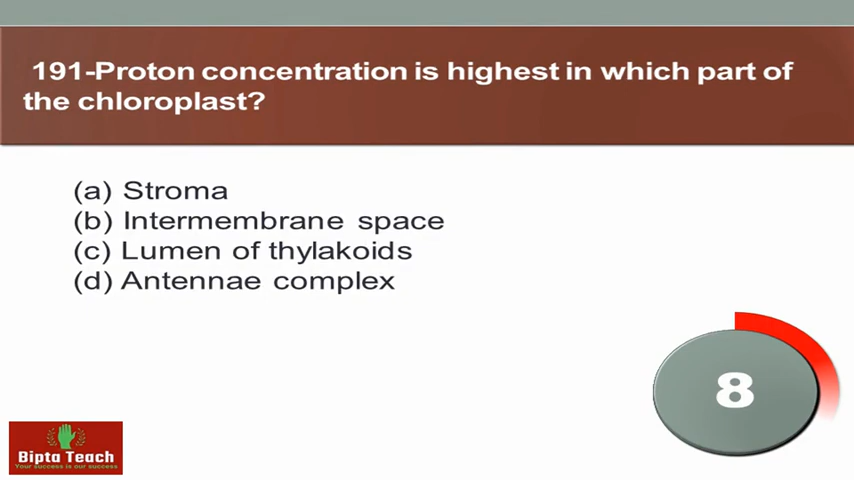 191-Proton concentration is highest in which part of
the chloroplast?
(a) Stroma
(b) Intermembrane space
(c) Lumen of thylakoids
(d) Antennae complex
8
Bipta Teach
Your success is our success